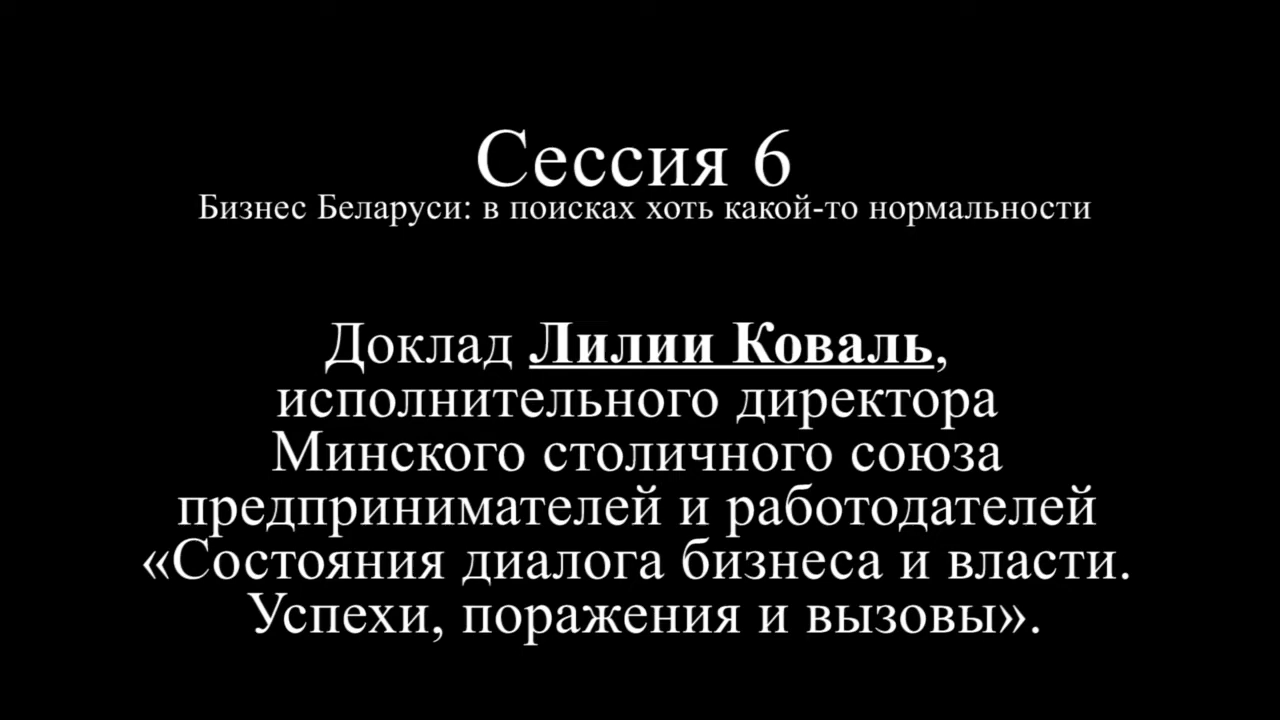 Сессия 6
Бизнес Беларуси: в поисках хоть какой-то нормальности
Доклад Лилии Коваль,
исполнительного директора
Минского столичного союза
предпринимателей и работодателей
«Состояния диалога бизнеса и власти.
Успехи, поражения и вызовы».